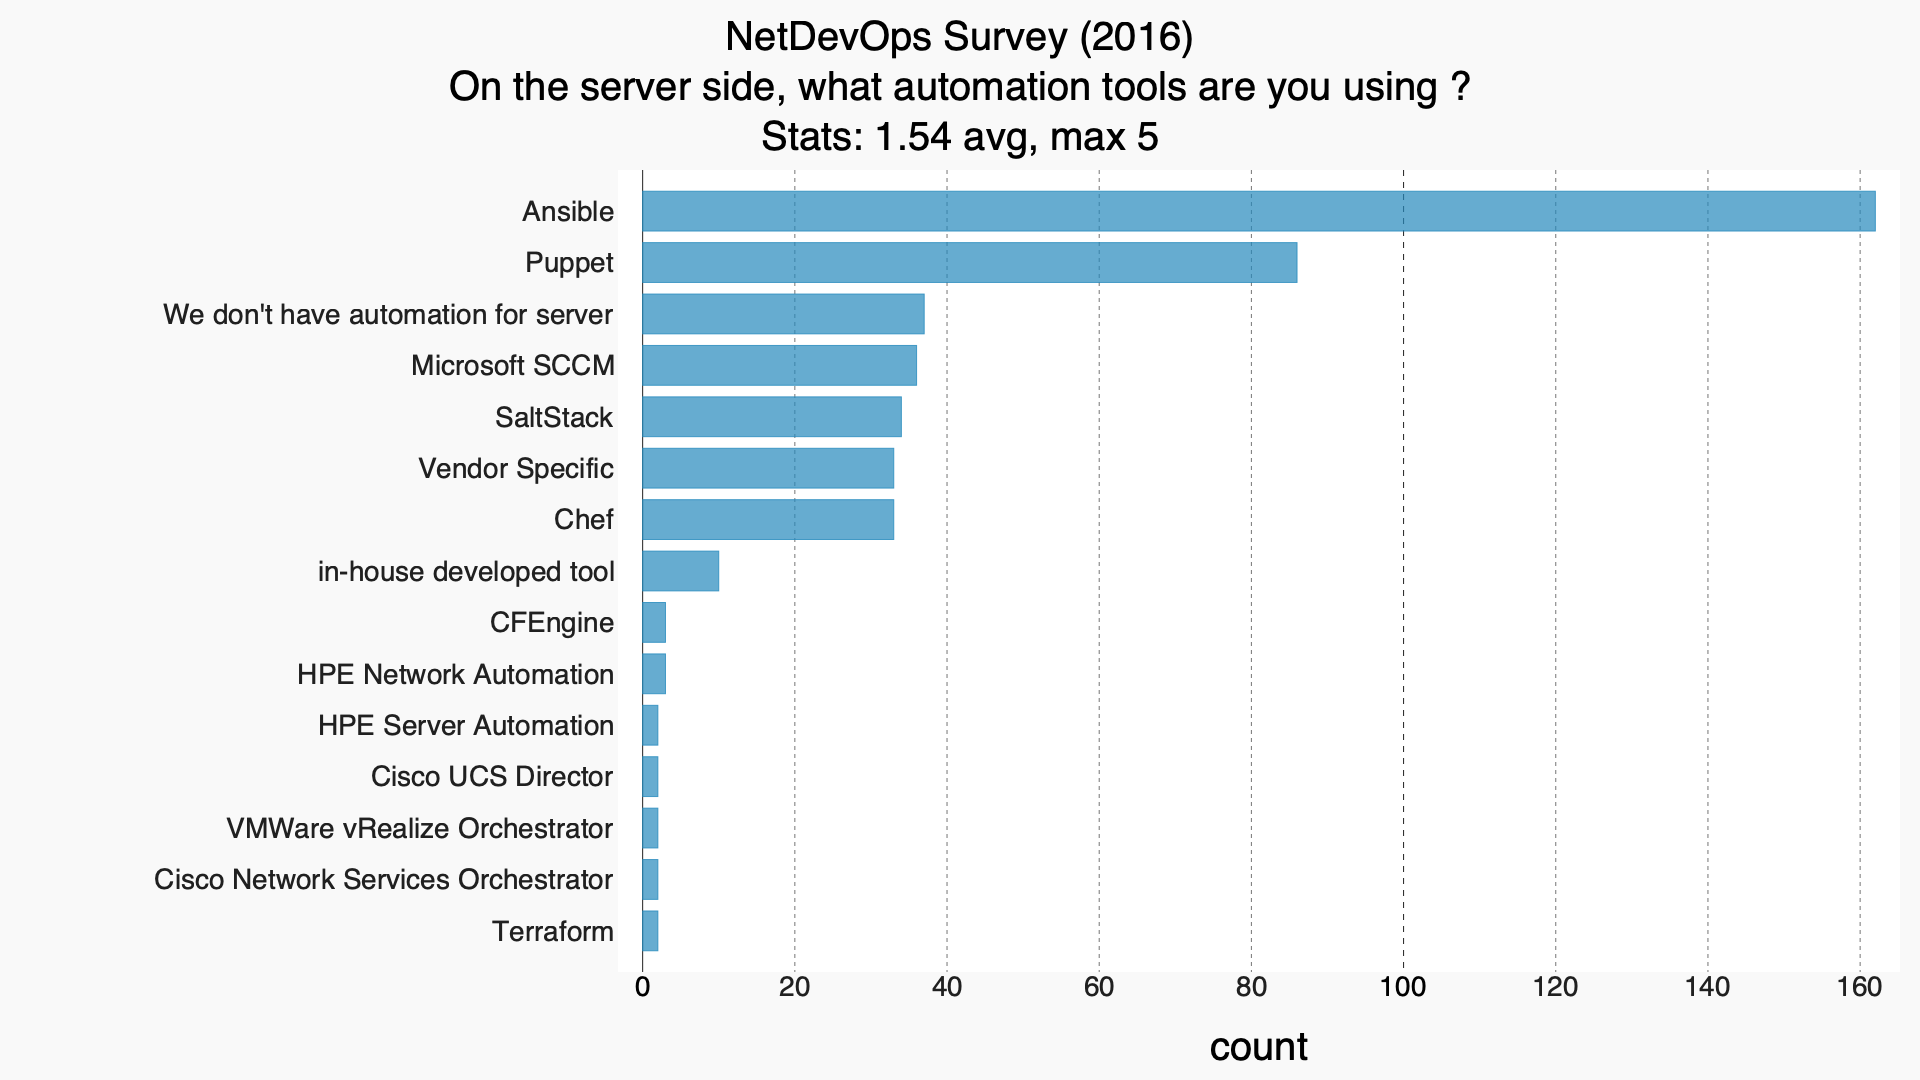 NetDevOps Survey (2016)
On the server side, what automation tools are you using ?
Stats: 1.54 avg, max 5
Ansible
Puppet
We don't have automation for server
Microsoft SCCM
SaltStack
Vendor Specific
Chef
in-house developed tool
CFEngine
HPE Network Automation
HPE Server Automation
Cisco UCS Director
VMWare vRealize Orchestrator
Cisco Network Services Orchestrator
Terraform
0 20 40 60 80 100 120 140 160
count